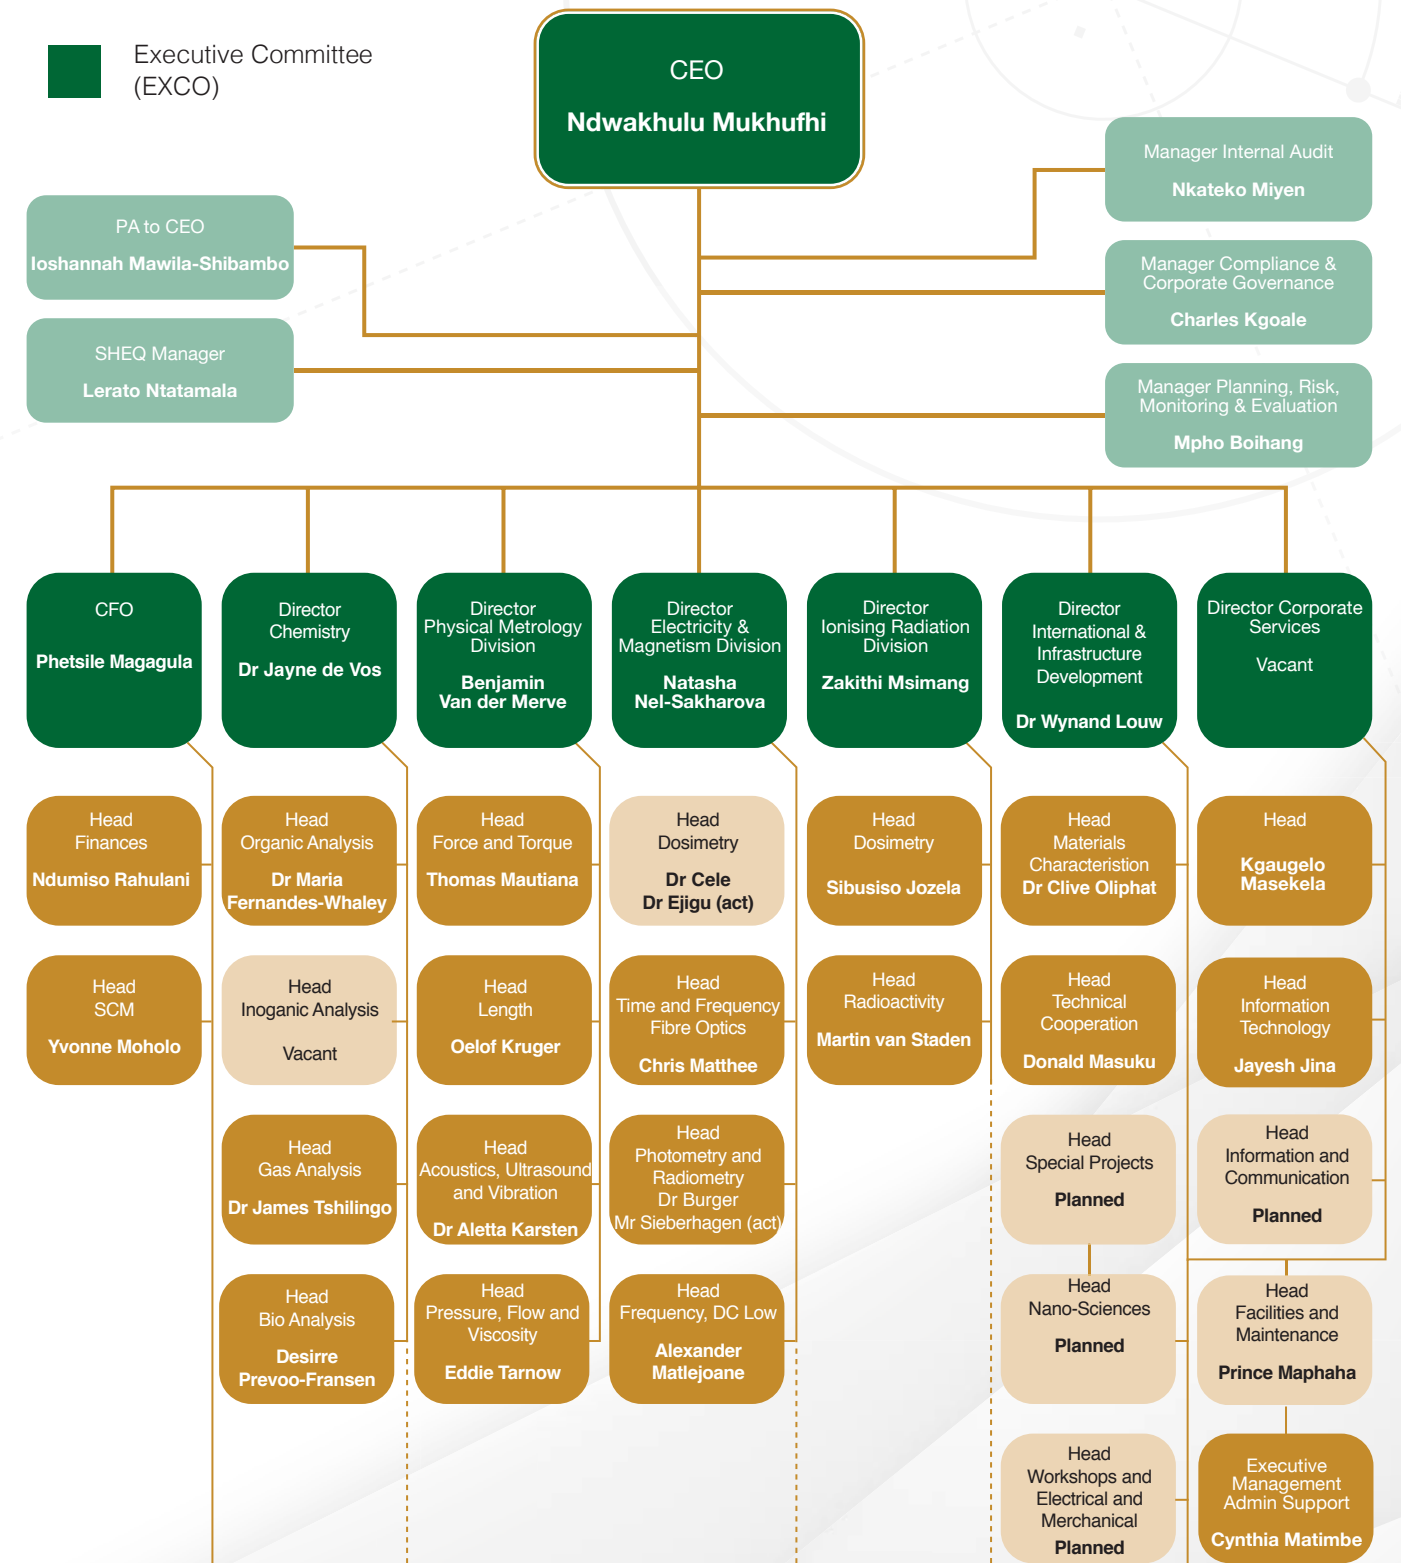 Executive Committee
(EXCO)
CEO
Ndwakhulu Mukhufhi
Manager Internal Audit
Nkateko Miyen
PA to CEO
Ioshannah Mawila-Shibambo
Manager Compliance &
Corporate Governance
Charles Kgoale
SHEQ Manager
Lerato Ntatamala
Manager Planning, Risk,
Monitoring & Evaluation
Mpho Boihang
CFO
Phetsile Magagula
Director
Chemistry
Dr Jayne de Vos
Director
Physical Metrology
Division
Benjamin
Van der Merve
Director
Electricity &
Magnetism Division
Natasha
Nel-Sakharova
Director
Ionising Radiation
Division
Zakithi Msimang
Director
International &
Infrastructure
Development
Dr Wynand Louw
Director Corporate
Services
Vacant
Head
Finances
Ndumiso Rahulani
Head
Organic Analysis
Dr Maria
Fernandes-Whaley
Head
Force and Torque
Thomas Mautiana
Head
Dosimetry
Dr Cele
Dr Ejigu (act)
Head
Dosimetry
Sibusiso Jozela
Head
Materials
Characteristion
Dr Clive Oliphat
Head
Kgaugelo
Masekela
Head
SCM
Yvonne Moholo
Head
Inoganic Analysis
Vacant
Head
Length
Oelof Kruger
Head
Time and Frequency
Fibre Optics
Chris Matthee
Head
Radioactivity
Martin van Staden
Head
Technical
Cooperation
Donald Masuku
Head
Information
Technology
Jayesh Jina
Head
Gas Analysis
Dr James Tshilingo
Head
Acoustics, Ultrasound
and Vibration
Dr Aletta Karsten
Head
Photometry and
Radiometry
Dr Burger
Mr Sieberhagen (act)
Head
Special Projects
Planned
Head
Information and
Communication
Planned
Head
Bio Analysis
Desirre
Prevoo-Fransen
Head
Pressure, Flow and
Viscosity
Eddie Tarnow
Head
Frequency, DC Low
Alexander
Matlejoane
Head
Nano-Sciences
Planned
Head
Facilities and
Maintenance
Prince Maphaha
Head
Workshops and
Electrical and
Merchanical
Planned
Executive
Management
Admin Support
Cynthia Matimbe